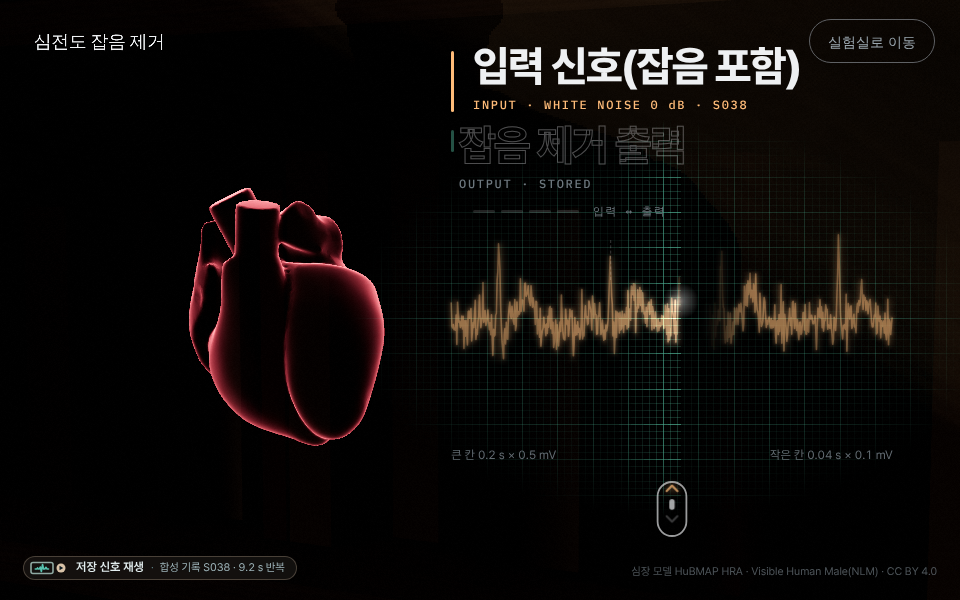 심전도 잡음 제거
실험실로 이동
입력 신호(잡음 포함)
INPUT · WHITE NOISE 0 dB · S038
잡음 제거 출력
OUTPUT · STORED
입력 ↔ 출력
큰 칸 0.2 s × 0.5 mV
작은 칸 0.04 s × 0.1 mV
저장 신호 재생 · 합성 기록 S038 · 9.2 s 반복
심장 모델 HuBMAP HRA · Visible Human Male(NLM) · CC BY 4.0